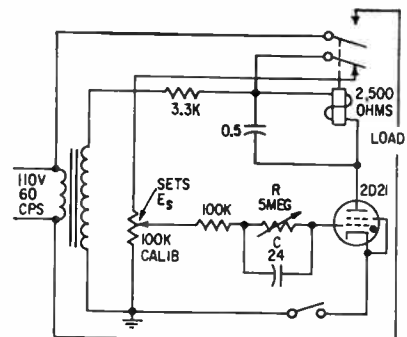 3.3K
2,500
OHMS
LOAD
0.5
110V
60
CPS
SETS
Es
R
5MEG
2D21
100K
C
24
100K
CALIB